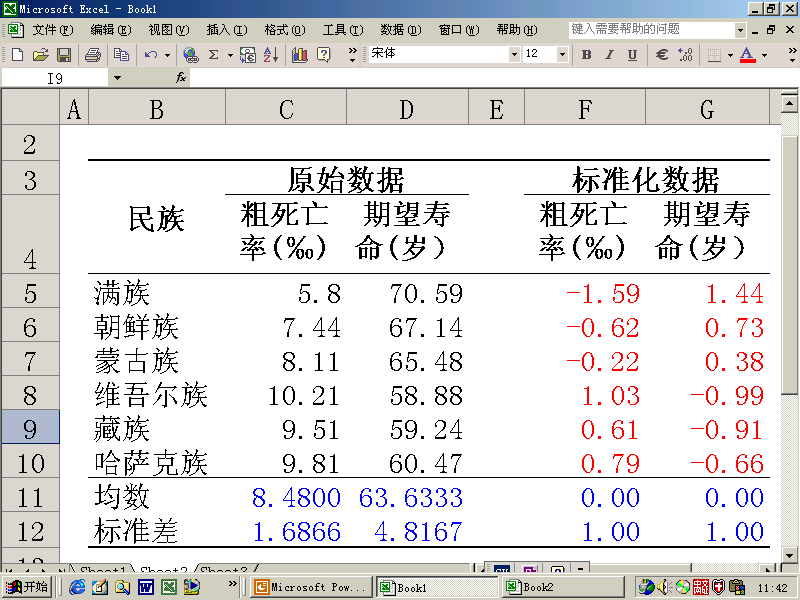 Microsoft Excel - Book1
文件(F) 编辑(E) 视图(V) 插入(I) 格式(O) 工具(T) 数据(D) 窗口(W) 帮助(H) 键入需要帮助的问题
宋体 12 B I U € .00
I9 fx
A B C D E F G
2
3 原始数据 标准化数据
民族 粗死亡 期望寿 粗死亡 期望寿
4 率(‰) 命(岁) 率(‰) 命(岁)
5 满族 5.8 70.59 -1.59 1.44
6 朝鲜族 7.44 67.14 -0.62 0.73
7 蒙古族 8.11 65.48 -0.22 0.38
8 维吾尔族 10.21 58.88 1.03 -0.99
9 藏族 9.51 59.24 0.61 -0.91
10 哈萨克族 9.81 60.47 0.79 -0.66
11 均数 8.4800 63.6333 0.00 0.00
12 标准差 1.6866 4.8167 1.00 1.00
13 Sheet1 Sheet2 Sheet3
开始 Microsoft Pow... Book1 Book2 11:42